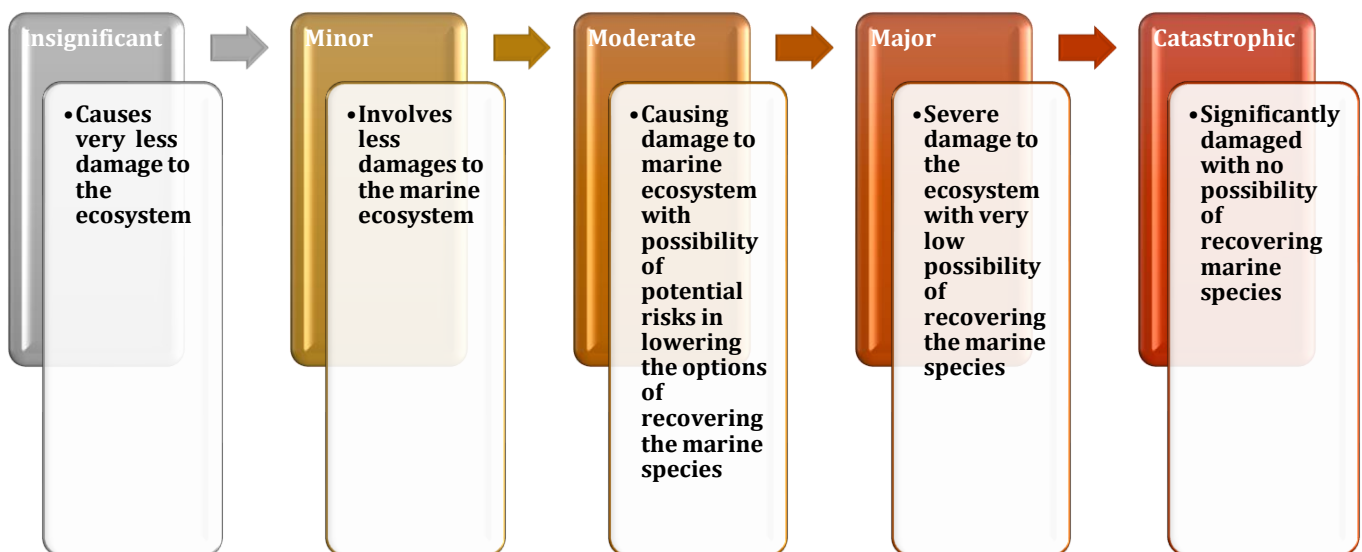 Insignificant
•Causes
very less
damage to
the
ecosystem
Minor
•Involves
less
damages to
the marine
ecosystem
Moderate
•Causing
damage to
marine
ecosystem
with
possibility
of
potential
risks in
lowering
the options
of
recovering
the marine
species
Major
•Severe
damage to
the
ecosystem
with very
low
possibility
of
recovering
the marine
species
Catastrophic
•Significantly
damaged
with no
possibility
of
recovering
marine
species